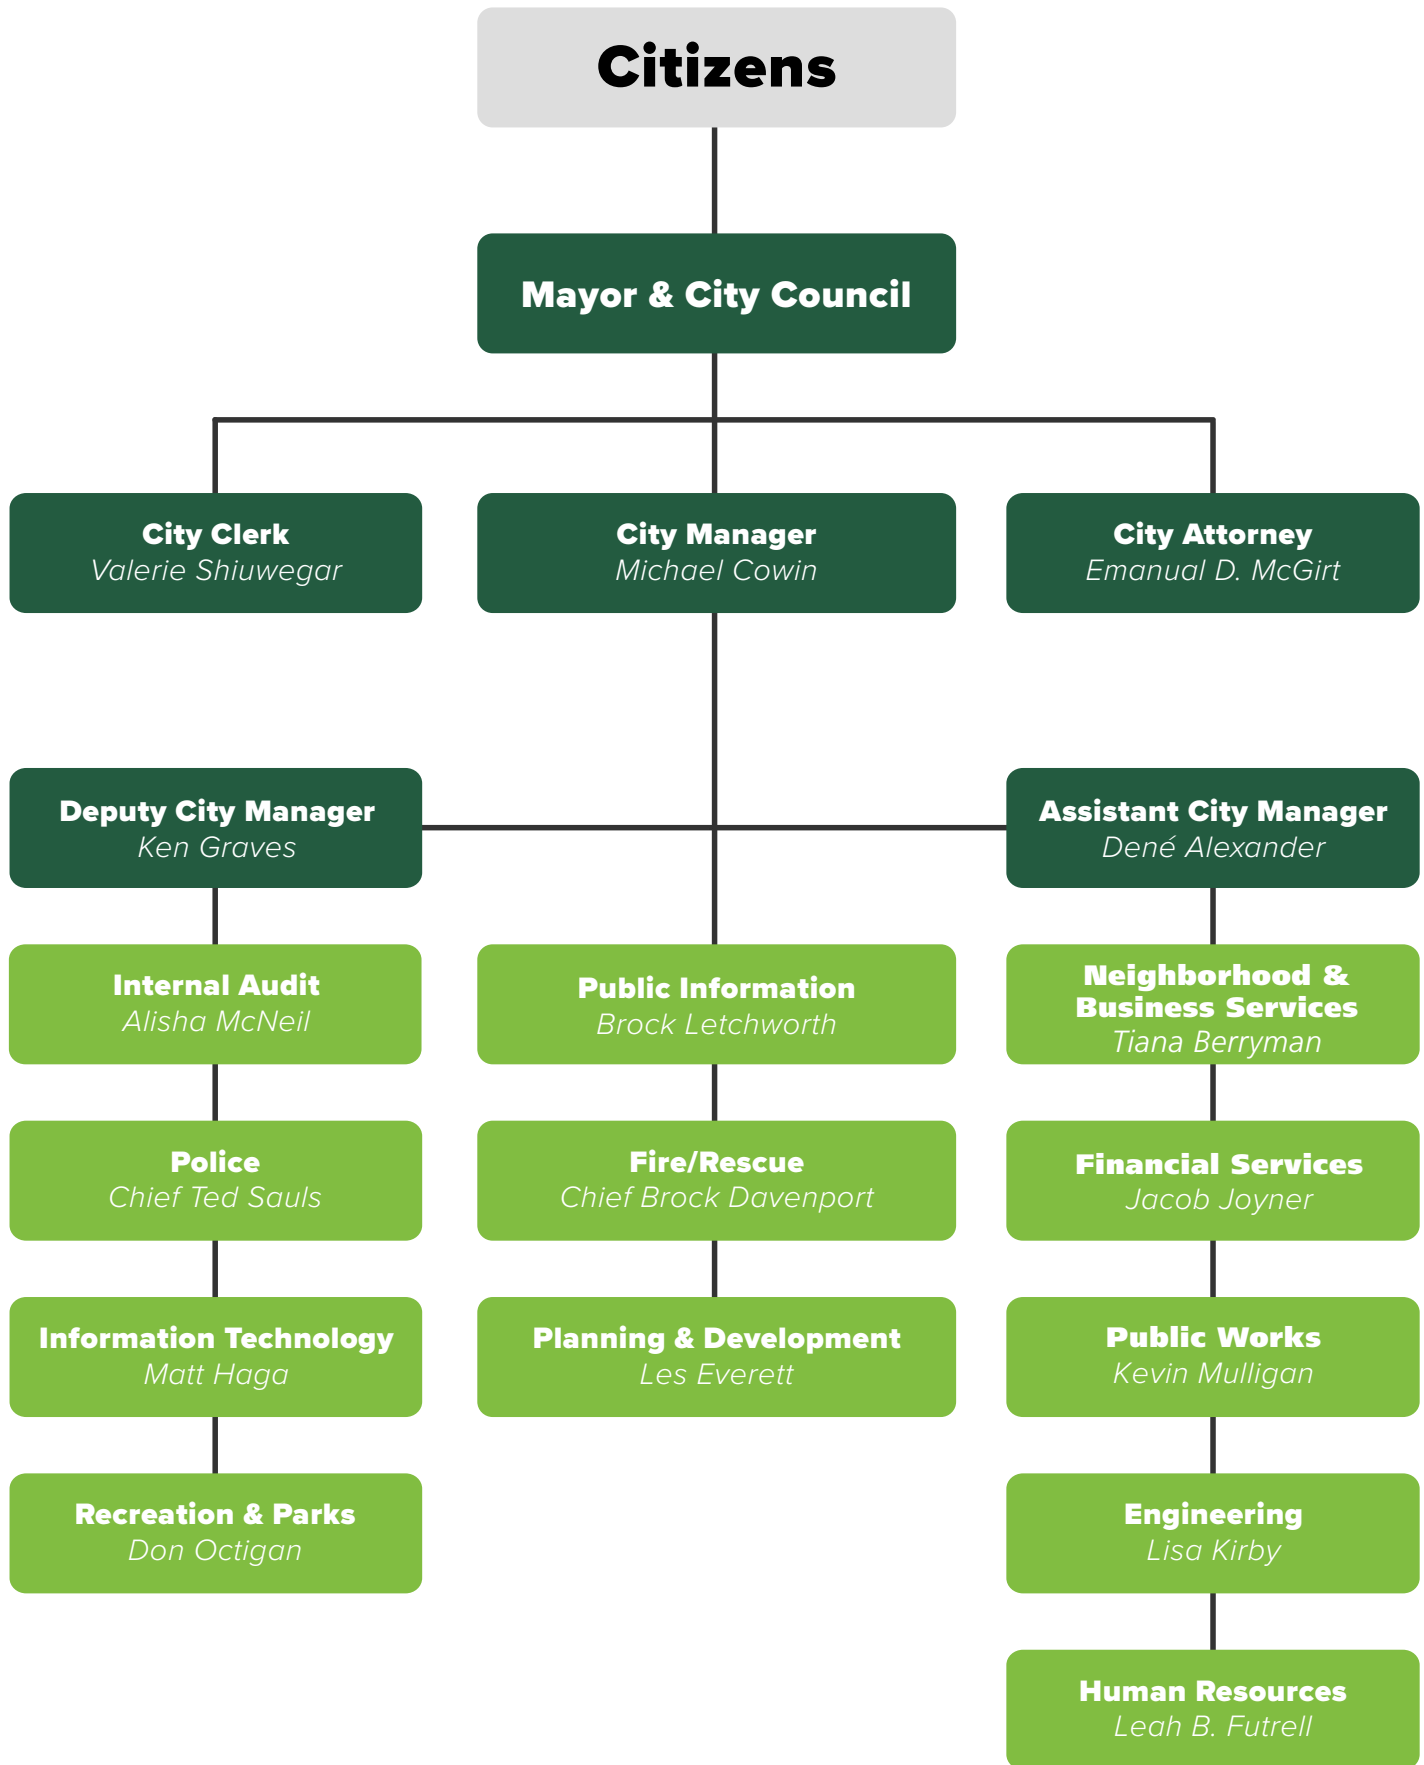 Citizens
Mayor & City Council
City Clerk
Valerie Shiuwegar
City Manager
Michael Cowin
City Attorney
Emanual D. McGirt
Deputy City Manager
Ken Graves
Assistant City Manager
Dené Alexander
Internal Audit
Alisha McNeil
Public Information
Brock Letchworth
Neighborhood &
Business Services
Tiana Berryman
Police
Chief Ted Sauls
Fire/Rescue
Chief Brock Davenport
Financial Services
Jacob Joyner
Information Technology
Matt Haga
Planning & Development
Les Everett
Public Works
Kevin Mulligan
Recreation & Parks
Don Octigan
Engineering
Lisa Kirby
Human Resources
Leah B. Futrell